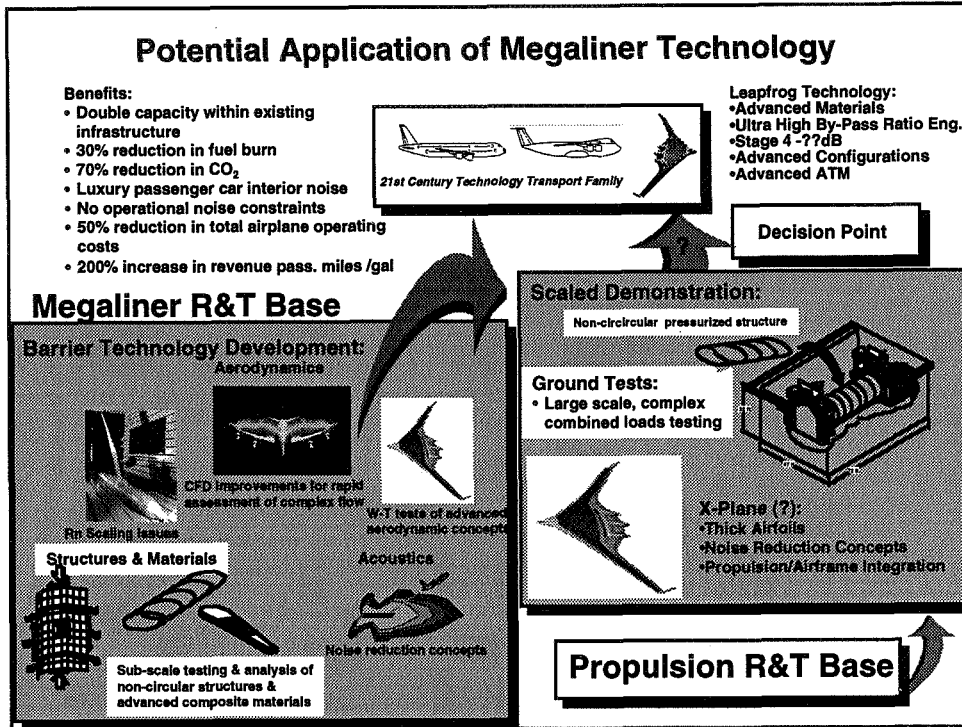 Potential Application of Megaliner Technology
Benefits:
• Double capacity within existing
infrastructure
• 30% reduction in fuel burn
• 70% reduction in CO₂
• Luxury passenger car interior noise
• No operational noise constraints
• 50% reduction in total airplane operating
costs
• 200% increase in revenue pass. miles /gal
21st Century Technology Transport Family
Leapfrog Technology:
•Advanced Materials
•Ultra High By-Pass Ratio Eng.
•Stage 4 -??dB
•Advanced Configurations
•Advanced ATM
?
Decision Point
Megaliner R&T Base
Barrier Technology Development:
Aerodynamics
CFD improvements for rapid
assessment of complex flow
Rn Scaling issues
W-T tests of advanced
aerodynamic concepts
Structures & Materials
Acoustics
Noise reduction concepts
Sub-scale testing & analysis of
non-circular structures &
advanced composite materials
Scaled Demonstration:
Non-circircular pressurized structure
Ground Tests:
• Large scale, complex
combined loads testing
X-Plane (?):
•Thick Airfoils
•Noise Reduction Concepts
•Propulsion/Airframe Integration
Propulsion R&T Base